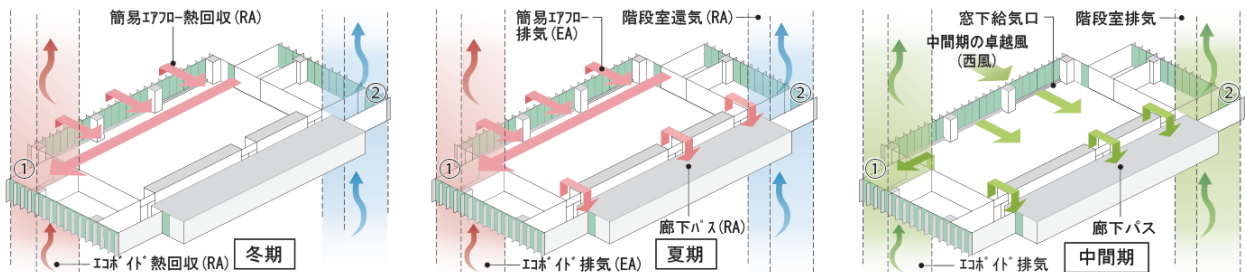 簡易エアフロー熱回収(RA)
①
②
エコボイド熱回収(RA)
冬期
簡易エアフロー
排気(EA)
階段室還気(RA)
①
②
廊下パス(RA)
エコボイド排気(EA)
夏期
窓下給気口
中間期の卓越風
(西風)
階段室排気
①
②
廊下パス
エコボイド排気
中間期